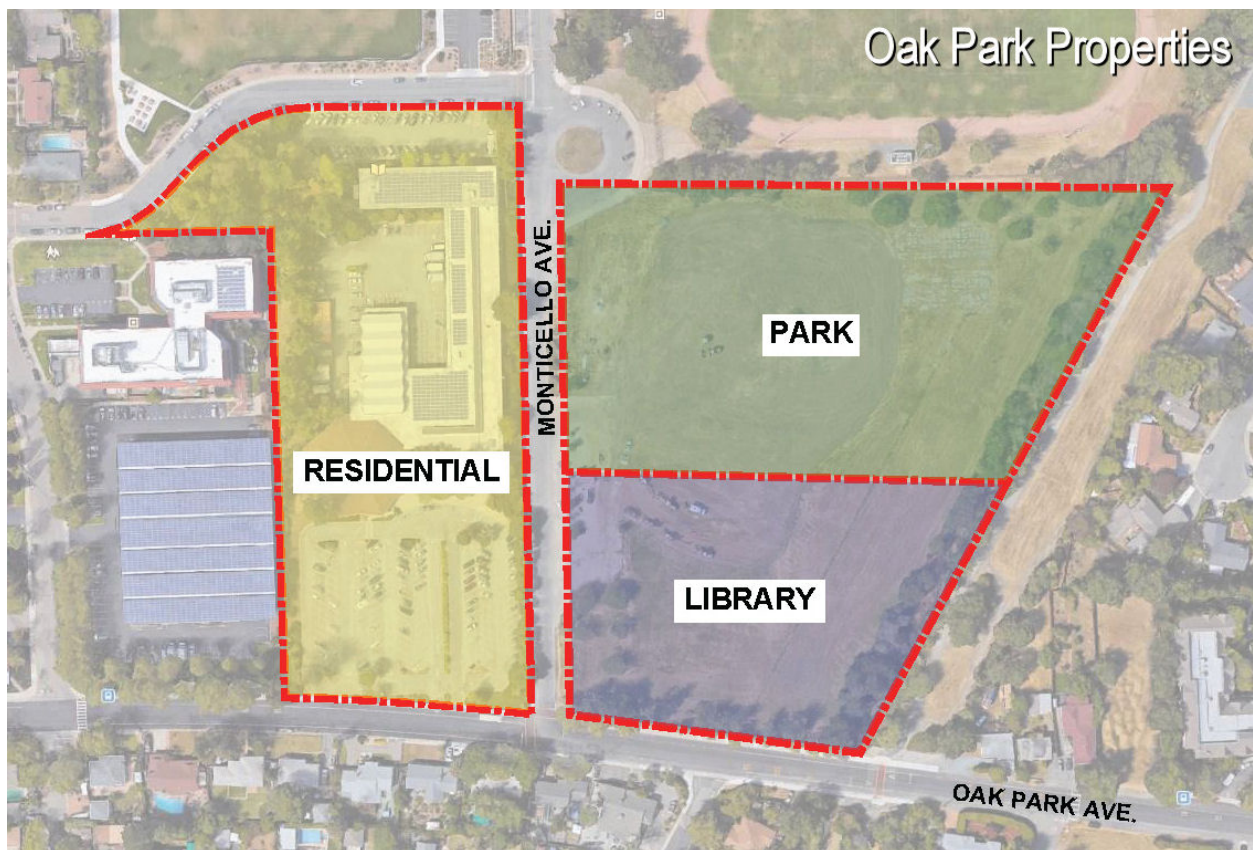 Oak Park Properties
MONTICELLO AVE.
PARK
RESIDENTIAL
LIBRARY
OAK PARK AVE.